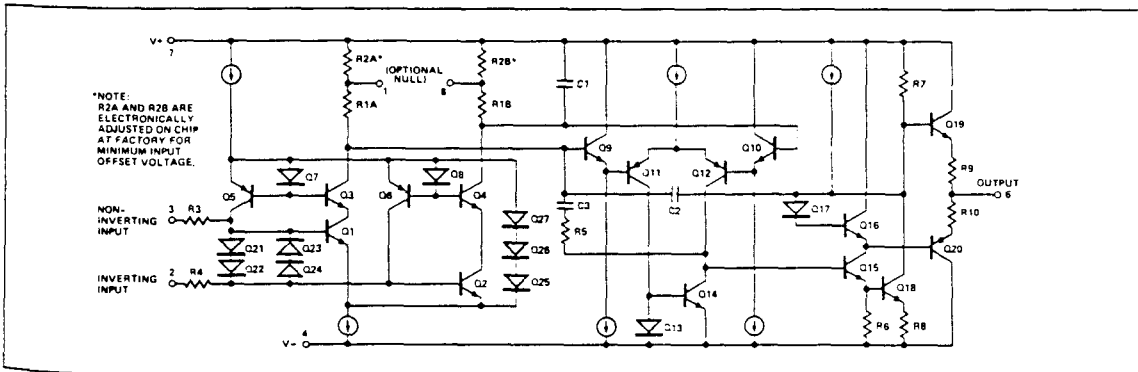 V+
7
R2A*
R2B*
(OPTIONAL
NULL)
1
8
C1
R7
R1A
R1B
*NOTE:
R2A AND R2B ARE
ELECTRONICALLY
ADJUSTED ON CHIP
AT FACTORY FOR
MINIMUM INPUT
OFFSET VOLTAGE.
Q9
Q10
Q19
Q7
Q8
Q11
Q12
R9
Q5
Q3
Q6
Q4
OUTPUT
6
NON-
INVERTING
INPUT
3
R3
C3
C2
Q17
Q16
R10
Q27
Q1
R5
Q21
Q23
Q20
Q26
Q22
Q24
INVERTING
INPUT
2
R4
Q2
Q25
Q15
Q14
Q18
Q13
R6
R8
4
V-